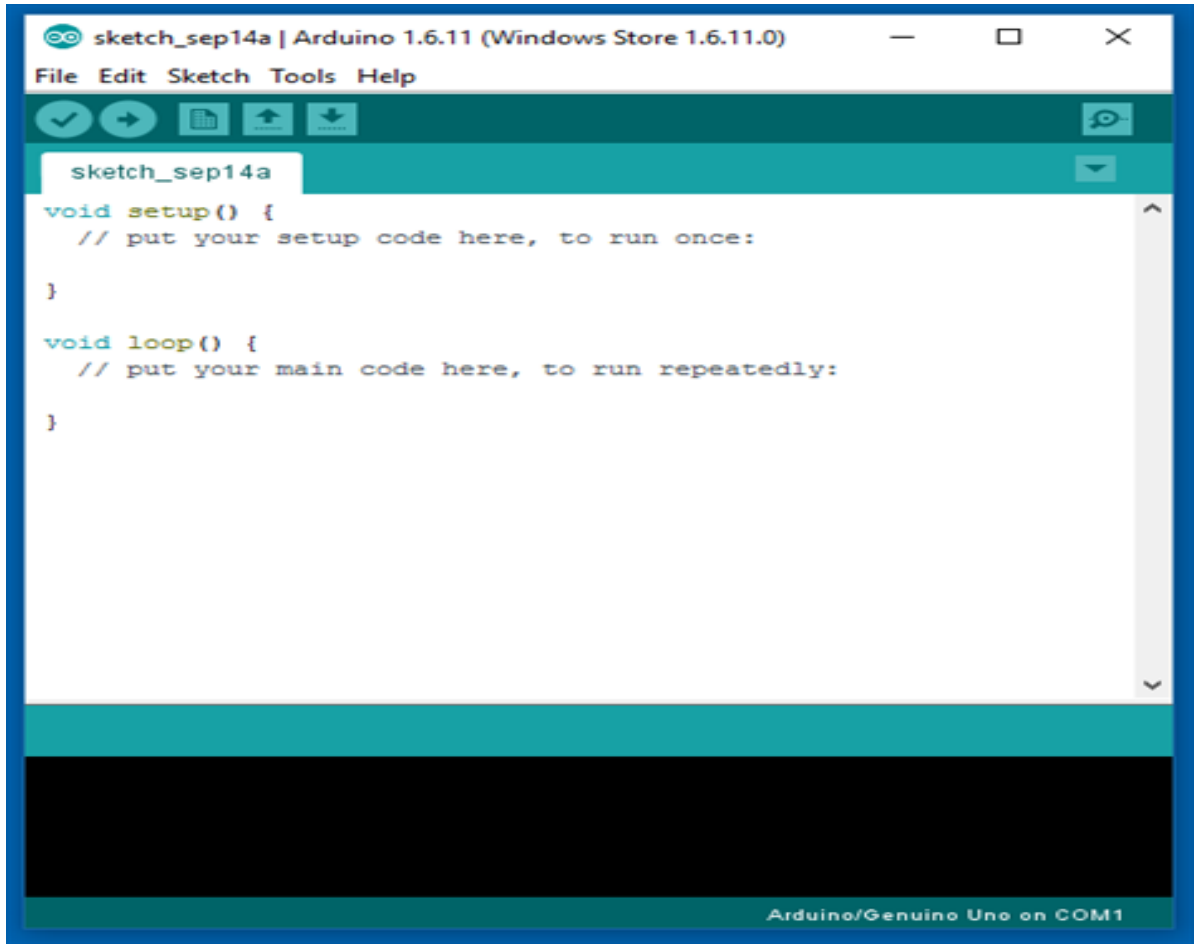 sketch_sep14a | Arduino 1.6.11 (Windows Store 1.6.11.0)
File Edit Sketch Tools Help
sketch_sep14a
void setup() {
  // put your setup code here, to run once:
}
void loop() {
  // put your main code here, to run repeatedly:
}
Arduino/Genuino Uno on COM1